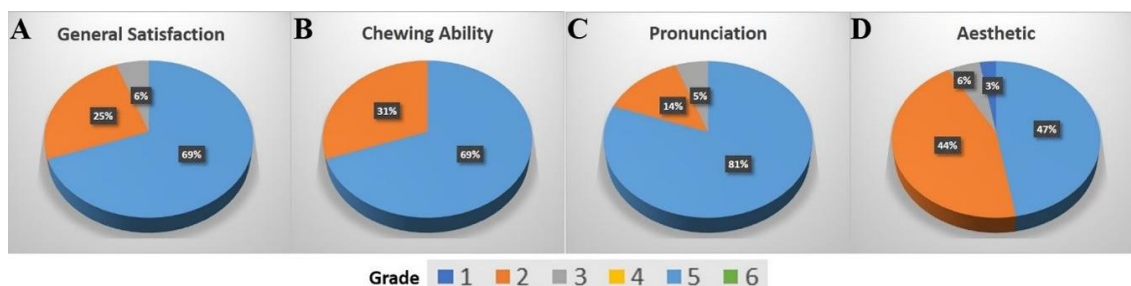 A General Satisfaction
6%
25%
69%
B Chewing Ability
31%
69%
C Pronunciation
5%
14%
81%
D Aesthetic
6%
3%
47%
44%
Grade 1 2 3 4 5 6